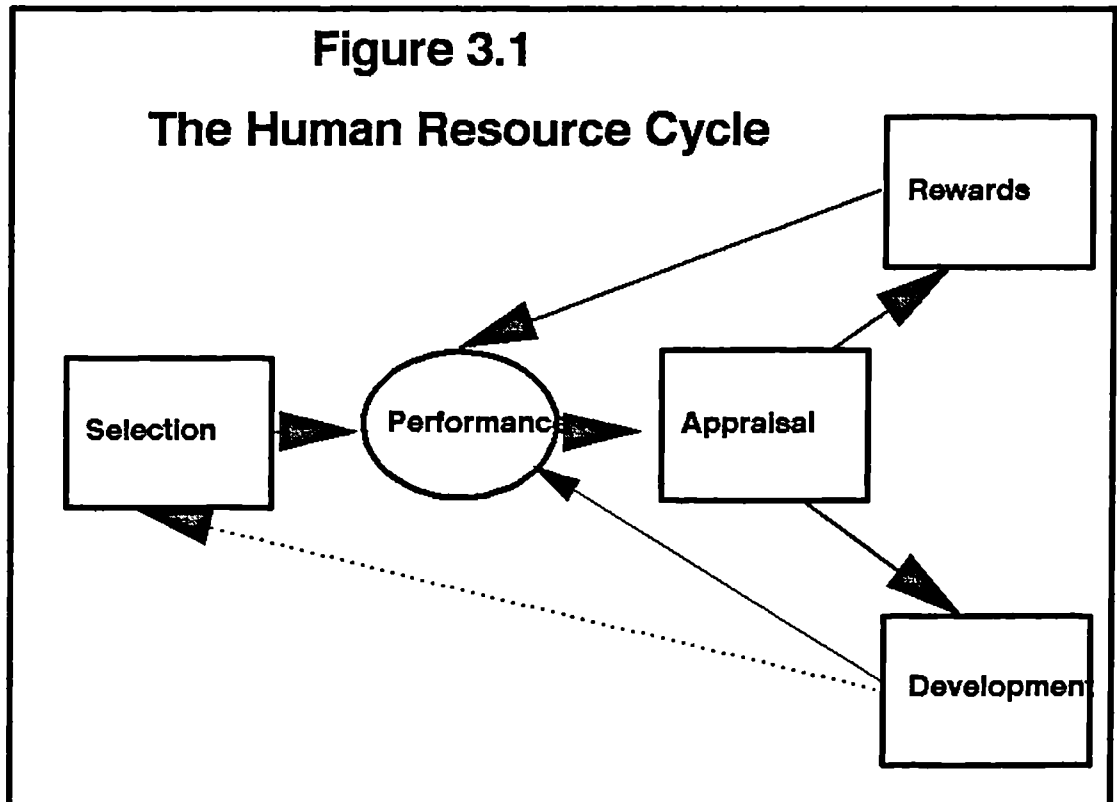 Figure 3.1
The Human Resource Cycle
Rewards
Selection
Performance
Appraisal
Development